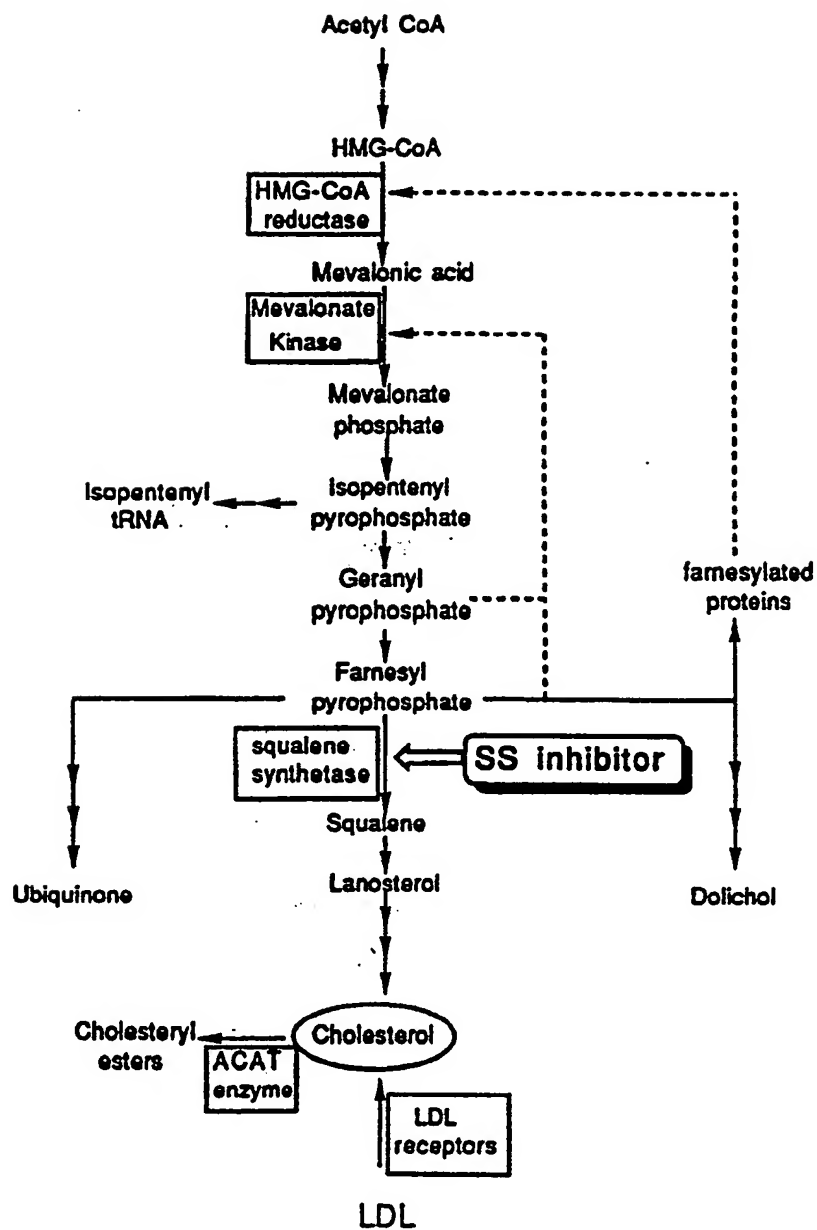 Acetyl CoA
HMG-CoA
HMG-CoA
reductase
Mevalonic acid
Mevalonate
Kinase
Mevalonate
phosphate
Isopentenyl
tRNA
Isopentenyl
pyrophosphate
Geranyl
pyrophosphate
farnesylated
proteins
Farnesyl
pyrophosphate
squalene
synthetase
SS inhibitor
Squalene
Lanosterol
Ubiquinone
Dolichol
Cholesteryl
esters
ACAT
enzyme
Cholesterol
LDL
receptors
LDL